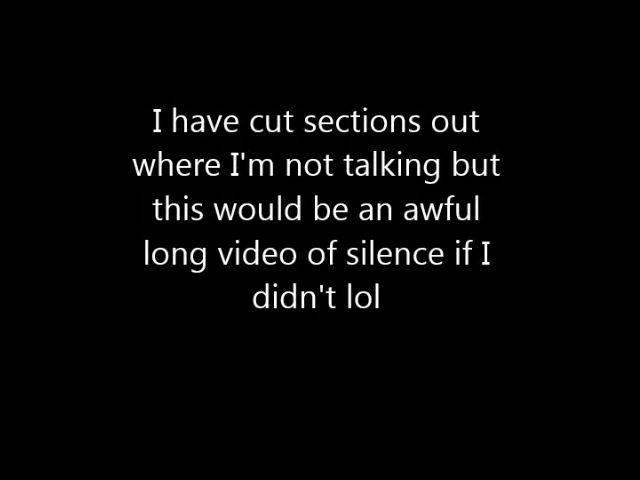 I have cut sections out
where I'm not talking but
this would be an awful
long video of silence if I
didn't lol